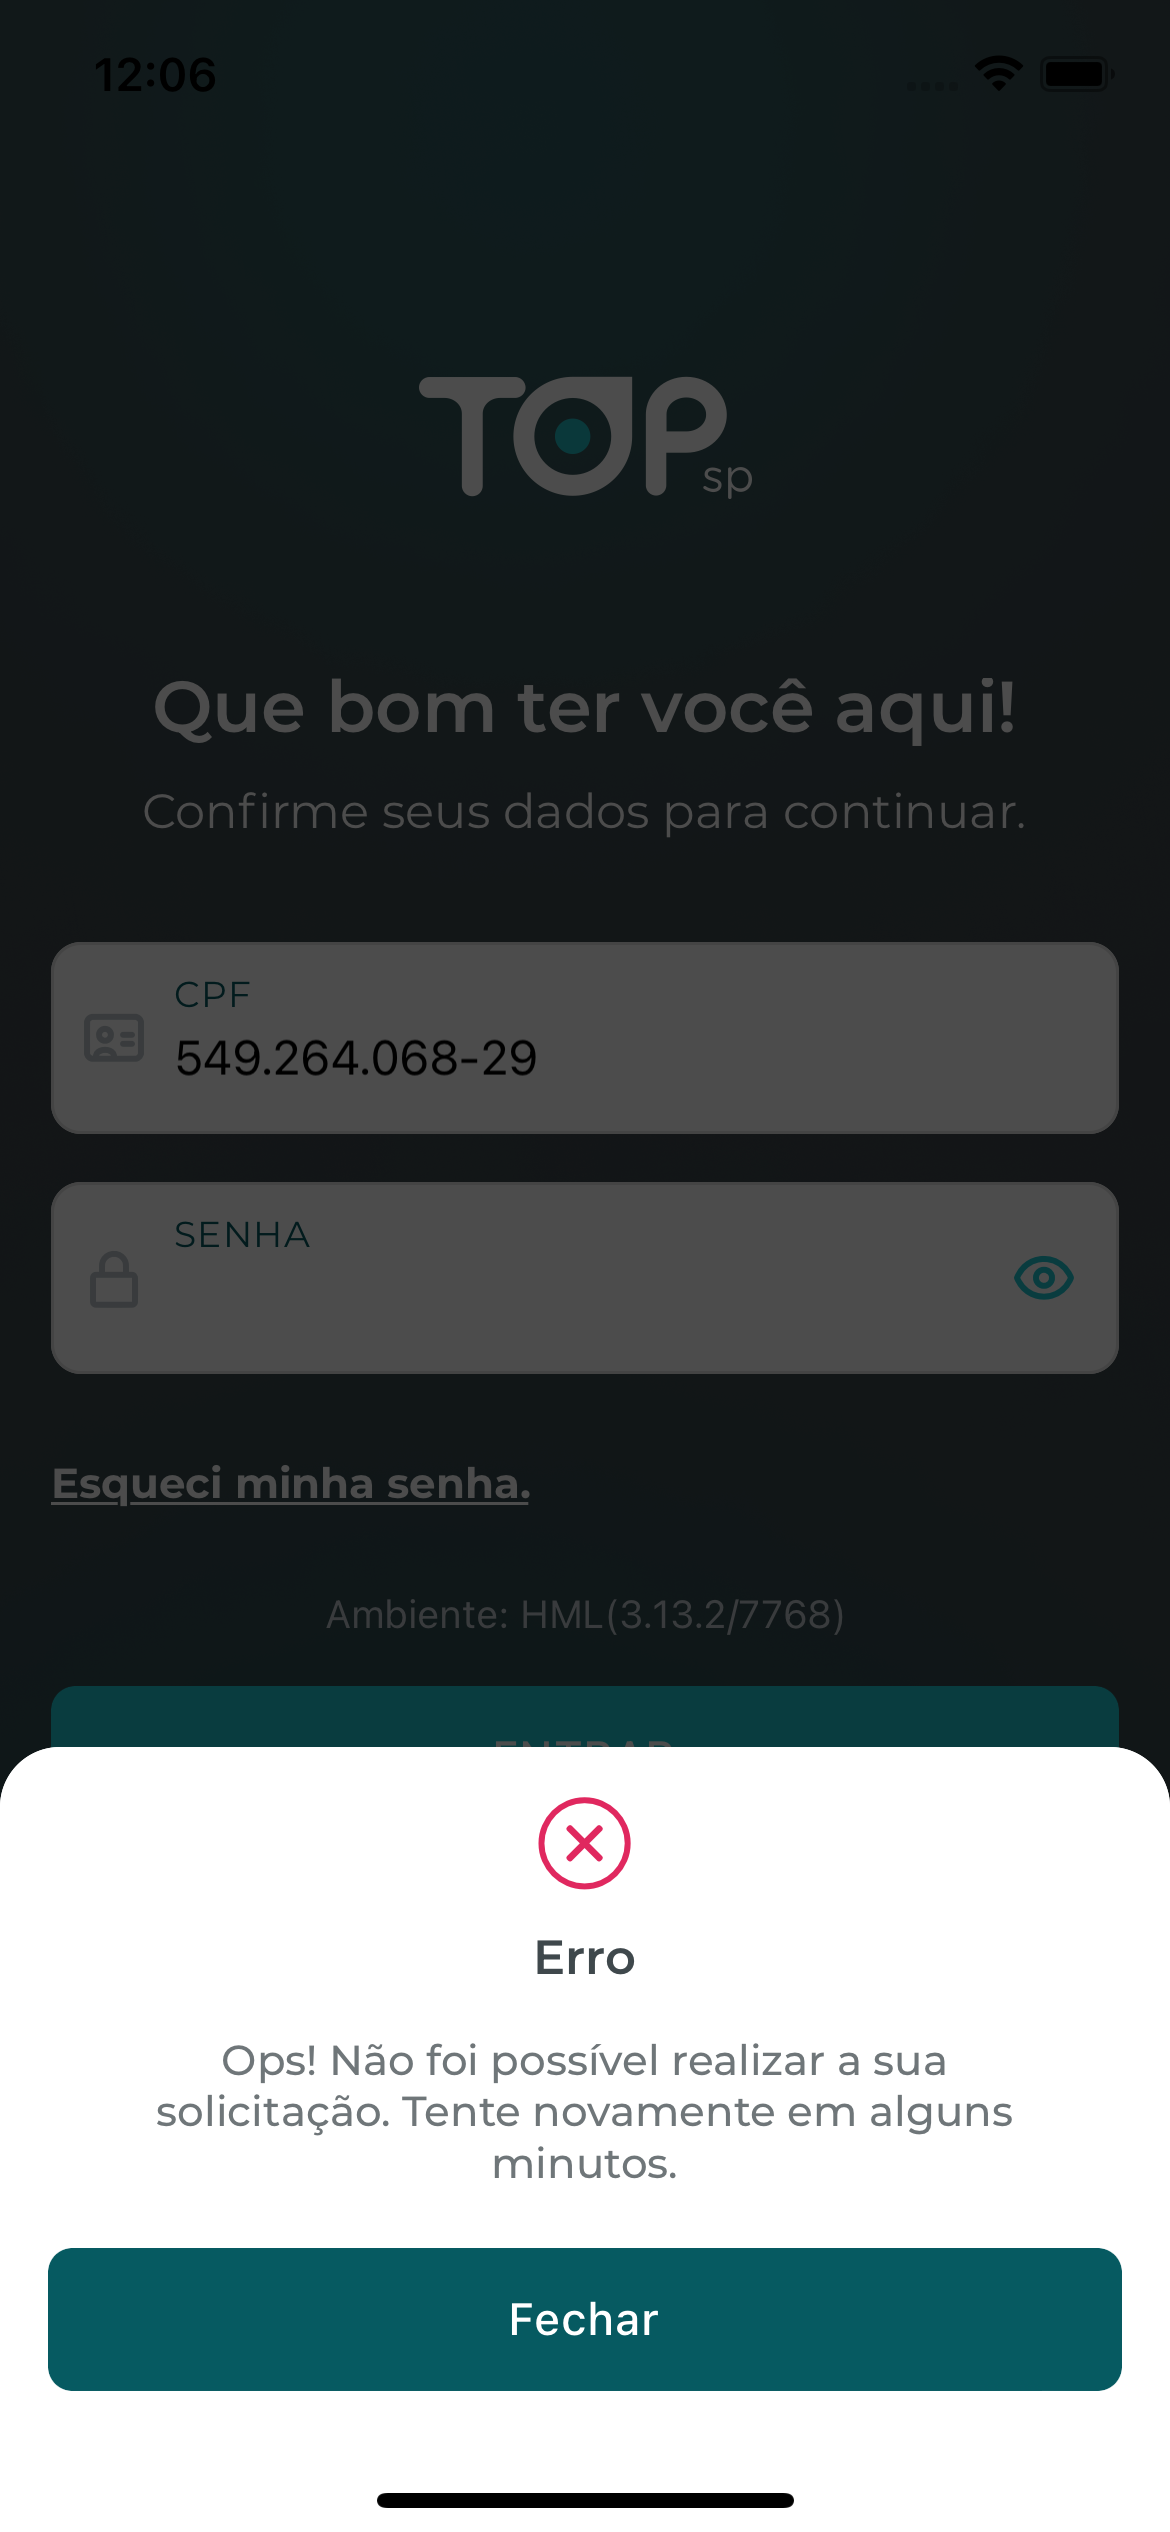 12:06
TOP
sp
Que bom ter você aqui!
Confirme seus dados para continuar.
CPF
549.264.068-29
SENHA
Esqueci minha senha.
Ambiente: HML(3.13.2/7768)
ENTRAR
Erro
Ops! Não foi possível realizar a sua
solicitação. Tente novamente em alguns
minutos.
Fechar